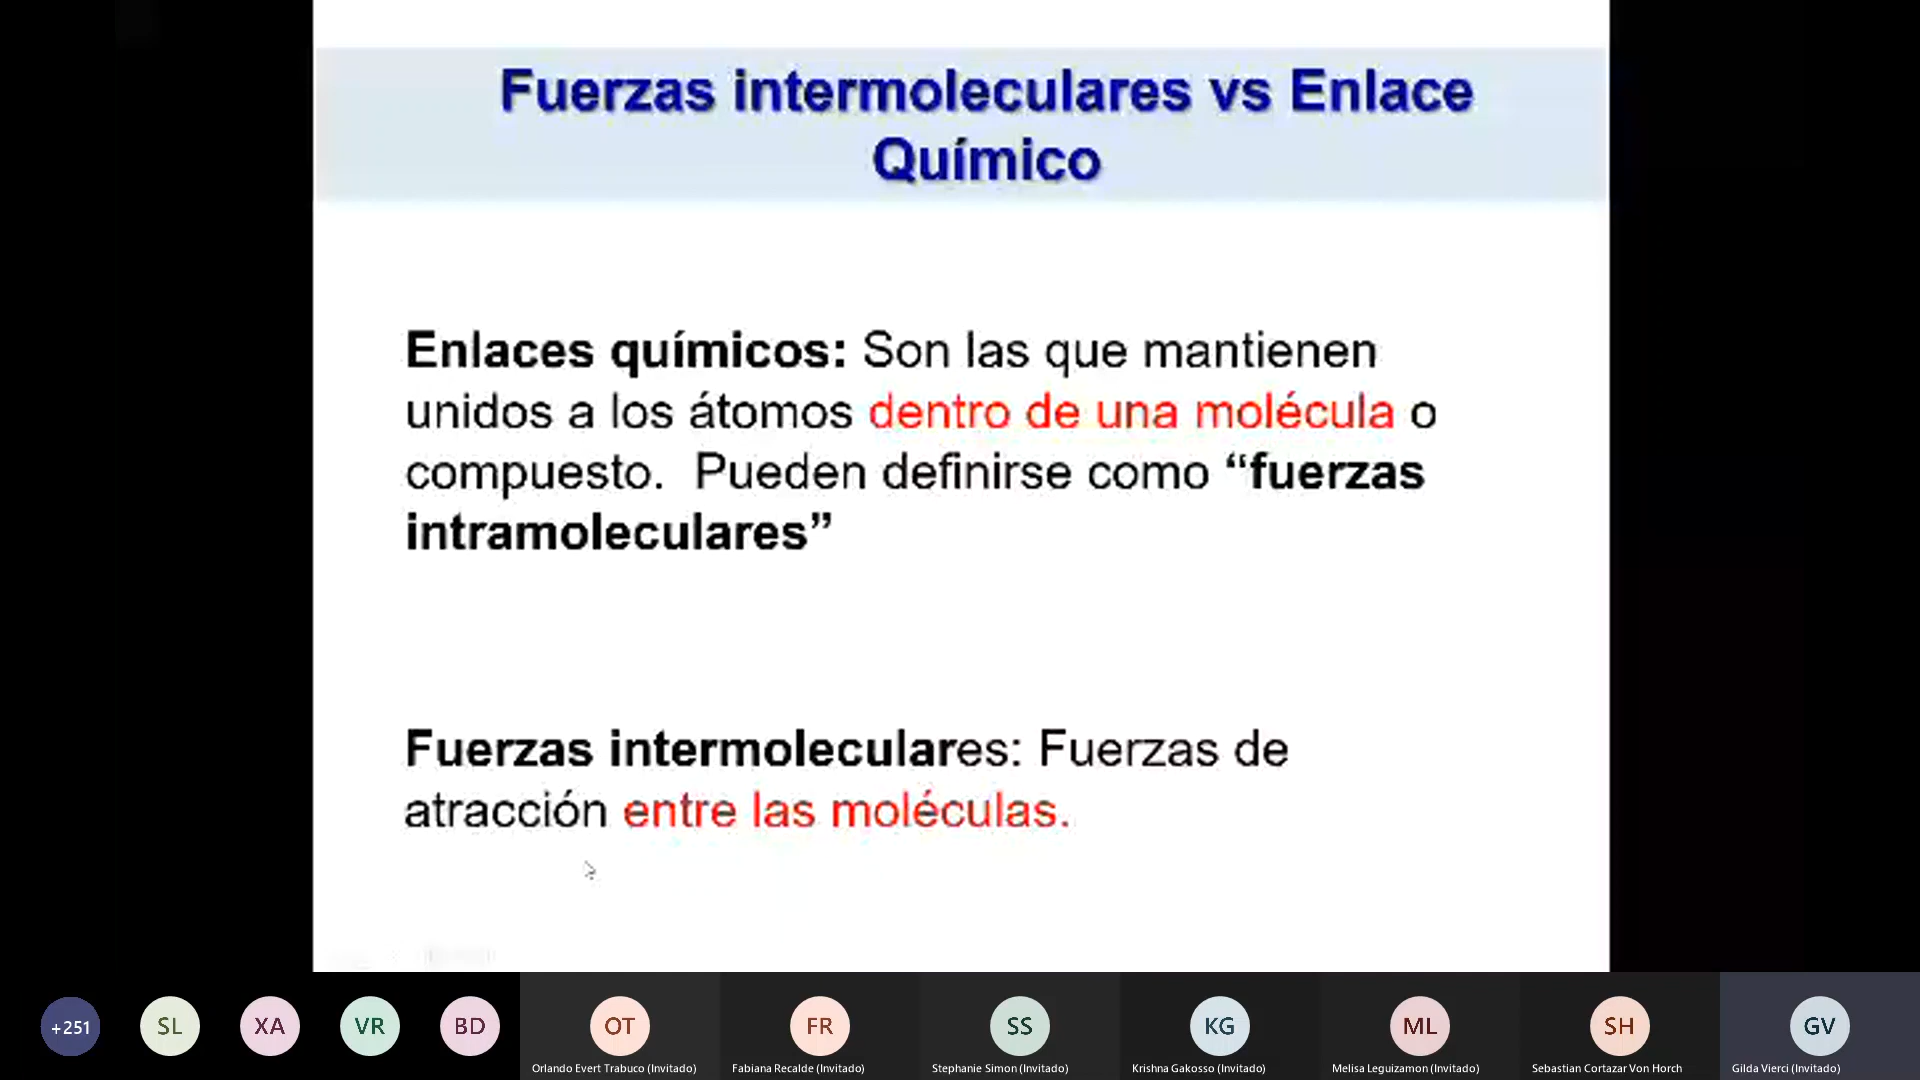 Fuerzas intermoleculares vs Enlace
Químico
Enlaces químicos: Son las que mantienen
unidos a los átomos dentro de una molécula o
compuesto. Pueden definirse como “fuerzas
intramoleculares”
Fuerzas intermoleculares: Fuerzas de
atracción entre las moléculas.
+251
SL
XA
VR
BD
OT
FR
SS
KG
ML
SH
GV
Orlando Evert Trabuco (Invitado)
Fabiana Recalde (Invitado)
Stephanie Simon (Invitado)
Krishna Gakosso (Invitado)
Melisa Leguizamon (Invitado)
Sebastian Cortazar Von Horch
Gilda Vierci (Invitado)